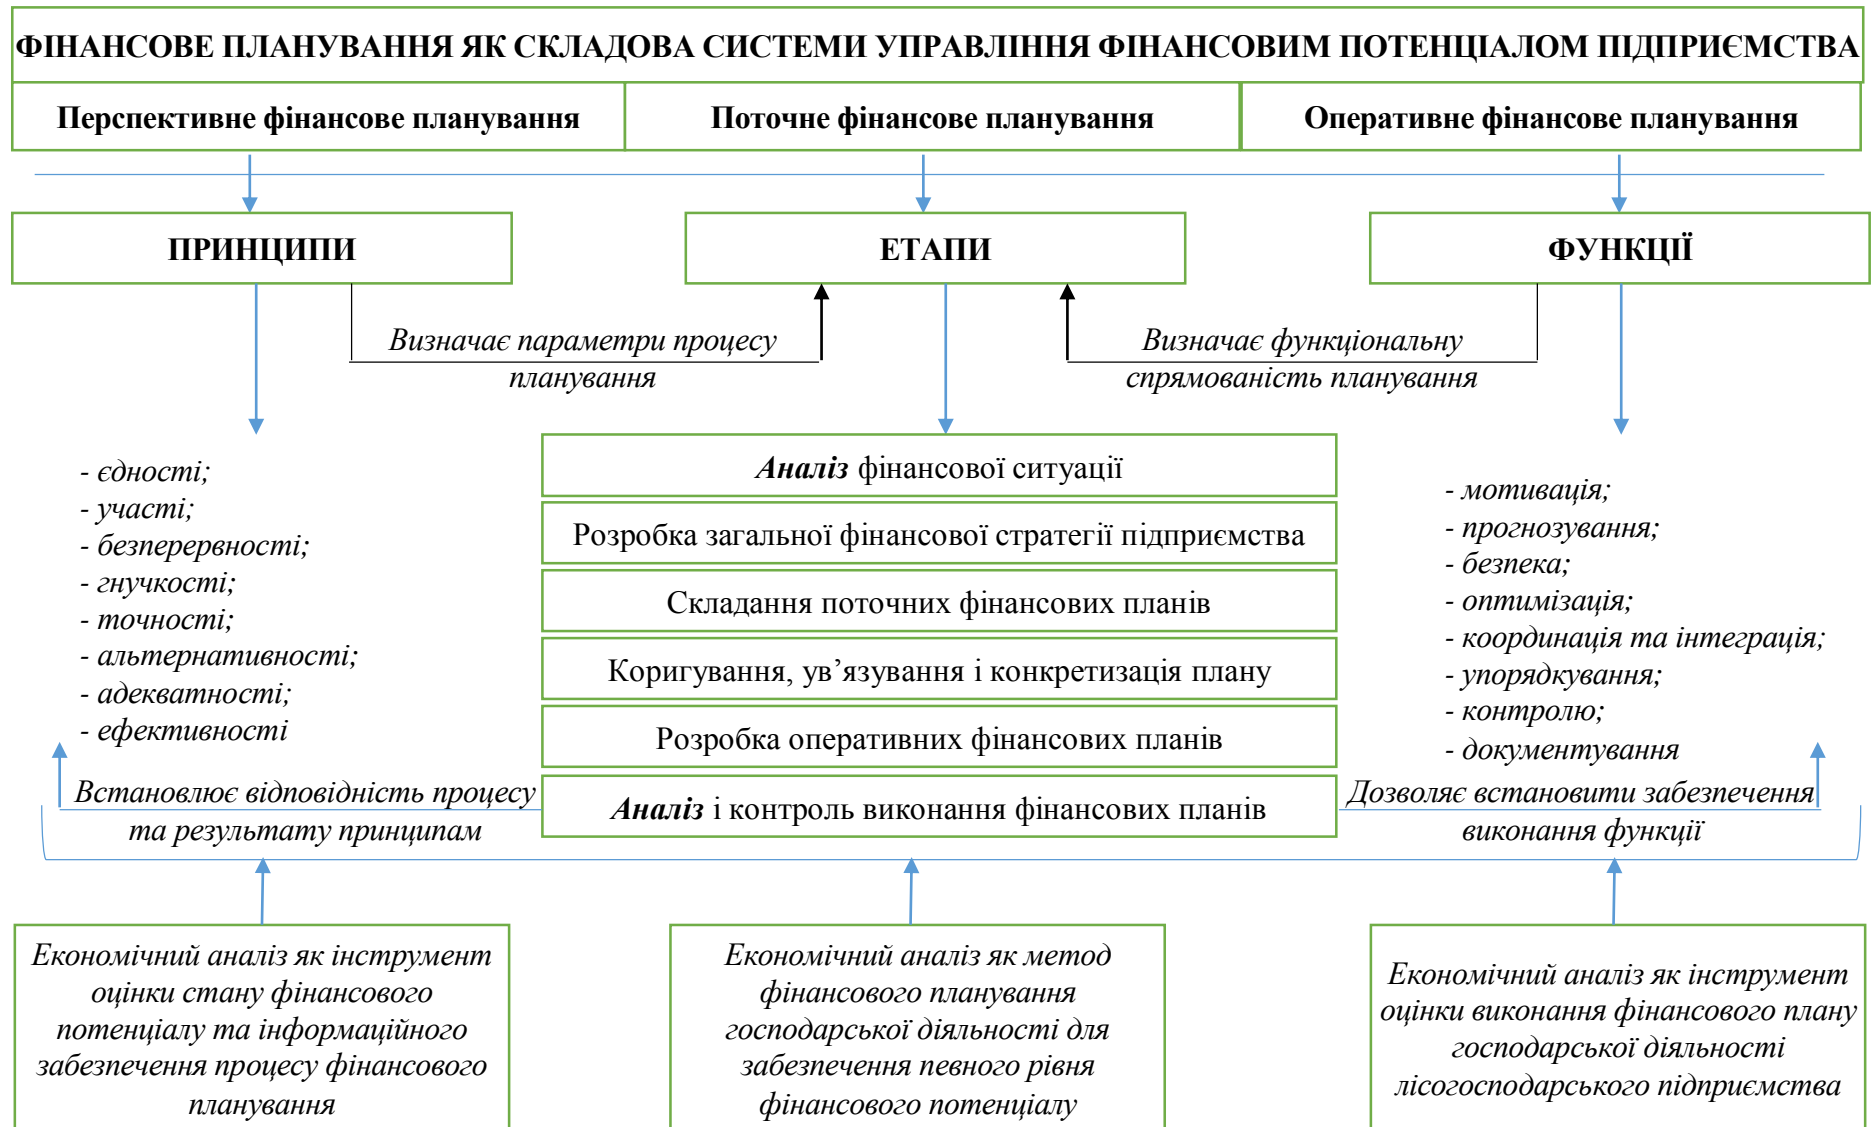 ФІНАНСОВЕ ПЛАНУВАННЯ ЯК СКЛАДОВА СИСТЕМИ УПРАВЛІННЯ ФІНАНСОВИМ ПОТЕНЦІАЛОМ ПІДПРИЄМСТВА
Перспективне фінансове планування
Поточне фінансове планування
Оперативне фінансове планування
ПРИНЦИПИ
ЕТАПИ
ФУНКЦІЇ
Визначає параметри процесу
планування
Визначає функціональну
спрямованість планування
- єдності;
- участі;
- безперервності;
- гнучкості;
- точності;
- альтернативності;
- адекватності;
- ефективності
Аналіз фінансової ситуації
Розробка загальної фінансової стратегії підприємства
Складання поточних фінансових планів
Коригування, ув’язування і конкретизація плану
Розробка оперативних фінансових планів
Аналіз і контроль виконання фінансових планів
- мотивація;
- прогнозування;
- безпека;
- оптимізація;
- координація та інтеграція;
- упорядкування;
- контролю;
- документування
Встановлює відповідність процесу
та результату принципам
Дозволяє встановити забезпечення
виконання функції
Економічний аналіз як інструмент
оцінки стану фінансового
потенціалу та інформаційного
забезпечення процесу фінансового
планування
Економічний аналіз як метод
фінансового планування
господарської діяльності для
забезпечення певного рівня
фінансового потенціалу
Економічний аналіз як інструмент
оцінки виконання фінансового плану
господарської діяльності
лісогосподарського підприємства